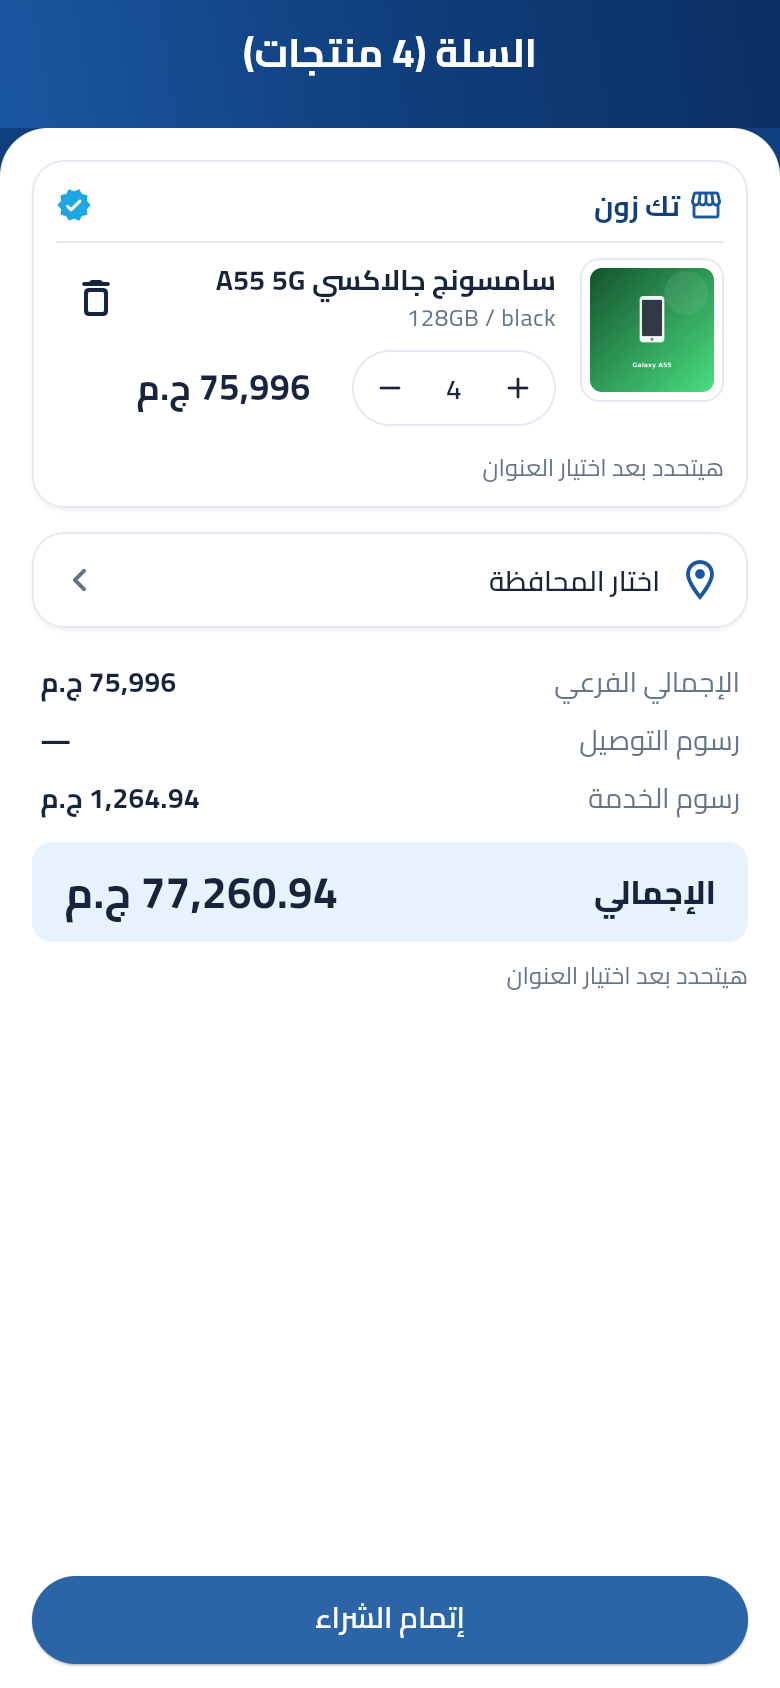 السلة (4 منتجات)
تك زون
سامسونج جالاكسي A55 5G
128GB / black
Galaxy A55
+ 4 −
75,996 ج.م
هيتحدد بعد اختيار العنوان
اختار المحافظة
الإجمالي الفرعي 75,996 ج.م
رسوم التوصيل —
رسوم الخدمة 1,264.94 ج.م
الإجمالي 77,260.94 ج.م
هيتحدد بعد اختيار العنوان
إتمام الشراء